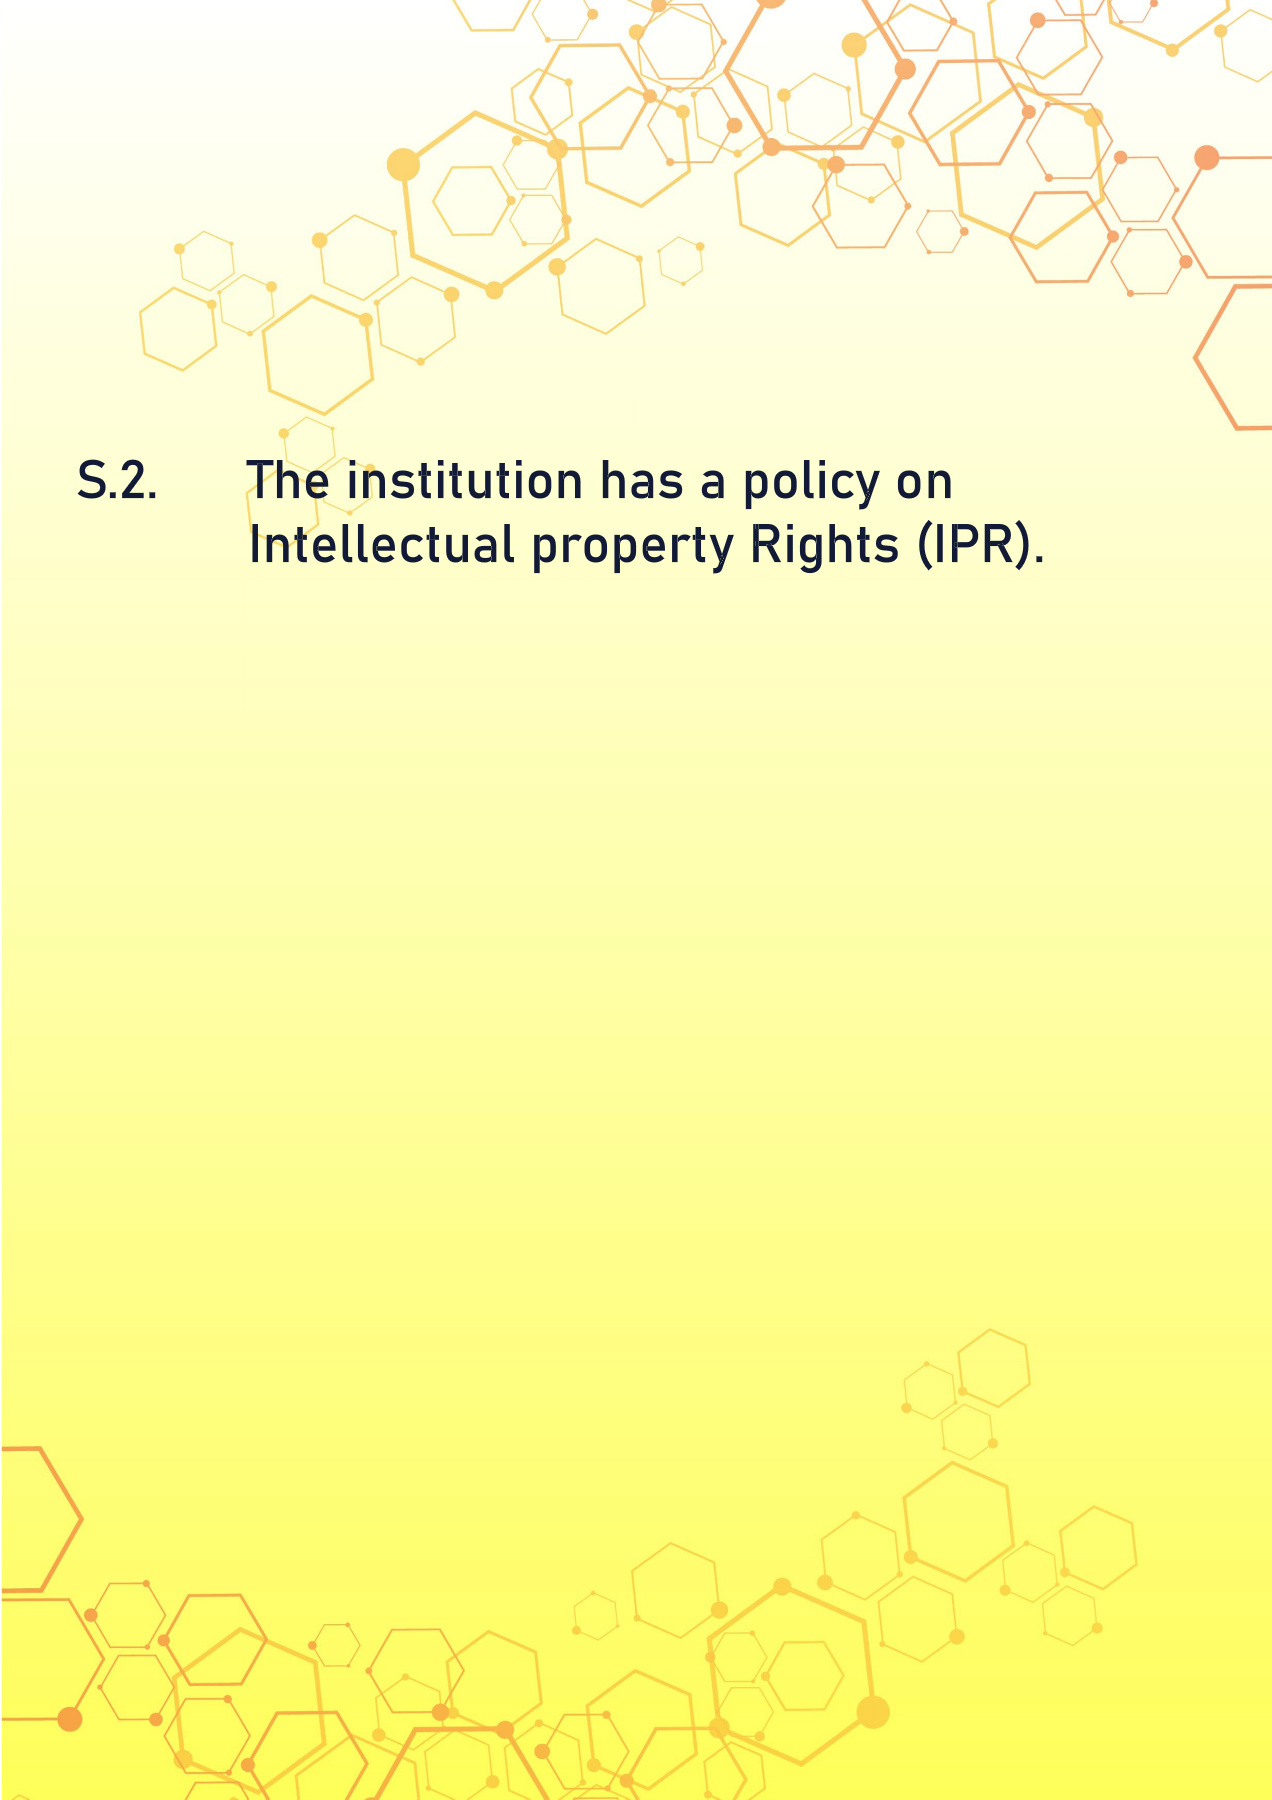 S.2. The institution has a policy on
Intellectual property Rights (IPR).